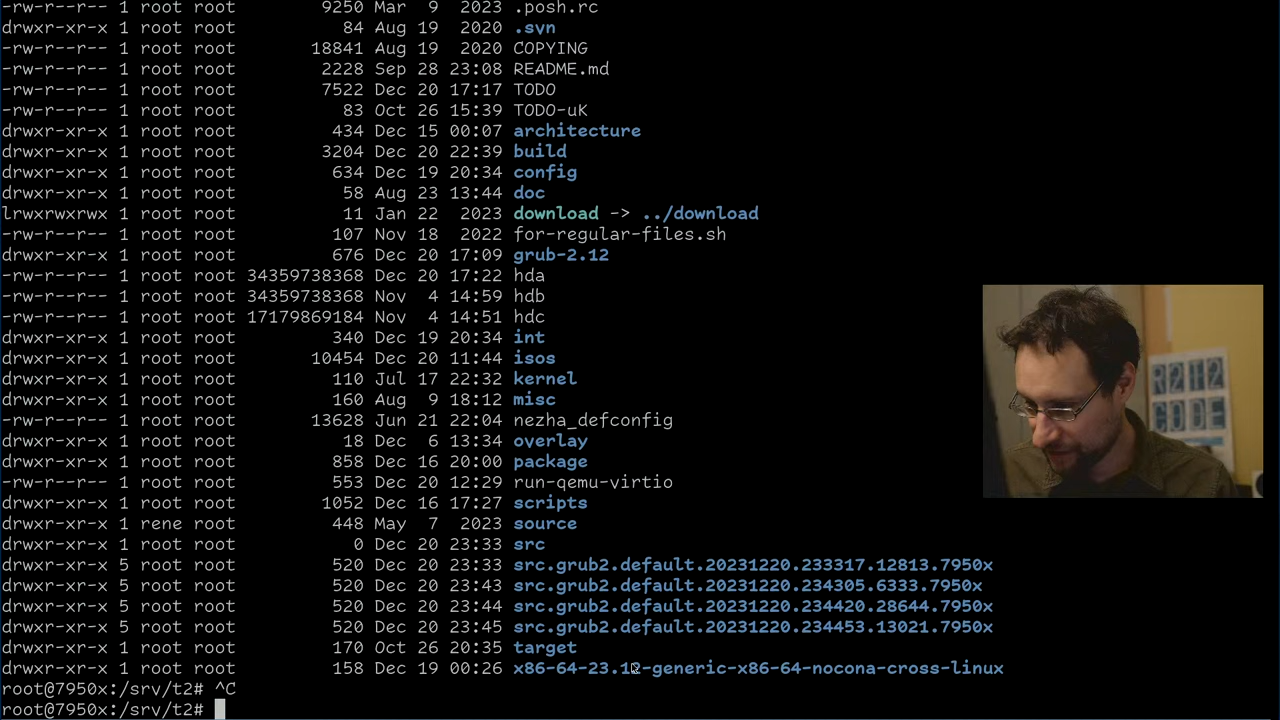 -rw-r--r-- 1 root root 9250 Mar 9 2023 .posh.rc
drwxr-xr-x 1 root root 84 Aug 19 2020 .svn
-rw-r--r-- 1 root root 18841 Aug 19 2020 COPYING
-rw-r--r-- 1 root root 2228 Sep 28 23:08 README.md
-rw-r--r-- 1 root root 7522 Dec 20 17:17 TODO
-rw-r--r-- 1 root root 83 Oct 26 15:39 TODO-uK
drwxr-xr-x 1 root root 434 Dec 15 00:07 architecture
drwxr-xr-x 1 root root 3204 Dec 20 22:39 build
drwxr-xr-x 1 root root 634 Dec 19 20:34 config
drwxr-xr-x 1 root root 58 Aug 23 13:44 doc
lrwxrwxrwx 1 root root 11 Jan 22 2023 download -> ../download
-rw-r--r-- 1 root root 107 Nov 18 2022 for-regular-files.sh
drwxr-xr-x 1 root root 676 Dec 20 17:09 grub-2.12
-rw-r--r-- 1 root root 34359738368 Dec 20 17:22 hda
-rw-r--r-- 1 root root 34359738368 Nov 4 14:59 hdb
-rw-r--r-- 1 root root 17179869184 Nov 4 14:51 hdc
drwxr-xr-x 1 root root 340 Dec 19 20:34 int
drwxr-xr-x 1 root root 10454 Dec 20 11:44 isos
drwxr-xr-x 1 root root 110 Jul 17 22:32 kernel
drwxr-xr-x 1 root root 160 Aug 9 18:12 misc
-rw-r--r-- 1 root root 13628 Jun 21 22:04 nezha_defconfig
drwxr-xr-x 1 root root 18 Dec 6 13:34 overlay
drwxr-xr-x 1 root root 858 Dec 16 20:00 package
-rw-r--r-- 1 root root 553 Dec 20 12:29 run-qemu-virtio
drwxr-xr-x 1 root root 1052 Dec 16 17:27 scripts
drwxr-xr-x 1 rene root 448 May 7 2023 source
drwxr-xr-x 1 root root 0 Dec 20 23:33 src
drwxr-xr-x 5 root root 520 Dec 20 23:33 src.grub2.default.20231220.233317.12813.7950x
drwxr-xr-x 5 root root 520 Dec 20 23:43 src.grub2.default.20231220.234305.6333.7950x
drwxr-xr-x 5 root root 520 Dec 20 23:44 src.grub2.default.20231220.234420.28644.7950x
drwxr-xr-x 5 root root 520 Dec 20 23:45 src.grub2.default.20231220.234453.13021.7950x
drwxr-xr-x 1 root root 170 Oct 26 20:35 target
drwxr-xr-x 1 root root 158 Dec 19 00:26 x86-64-23.12-generic-x86-64-nocona-cross-linux
root@7950x:/srv/t2# ^C
root@7950x:/srv/t2#
CODE